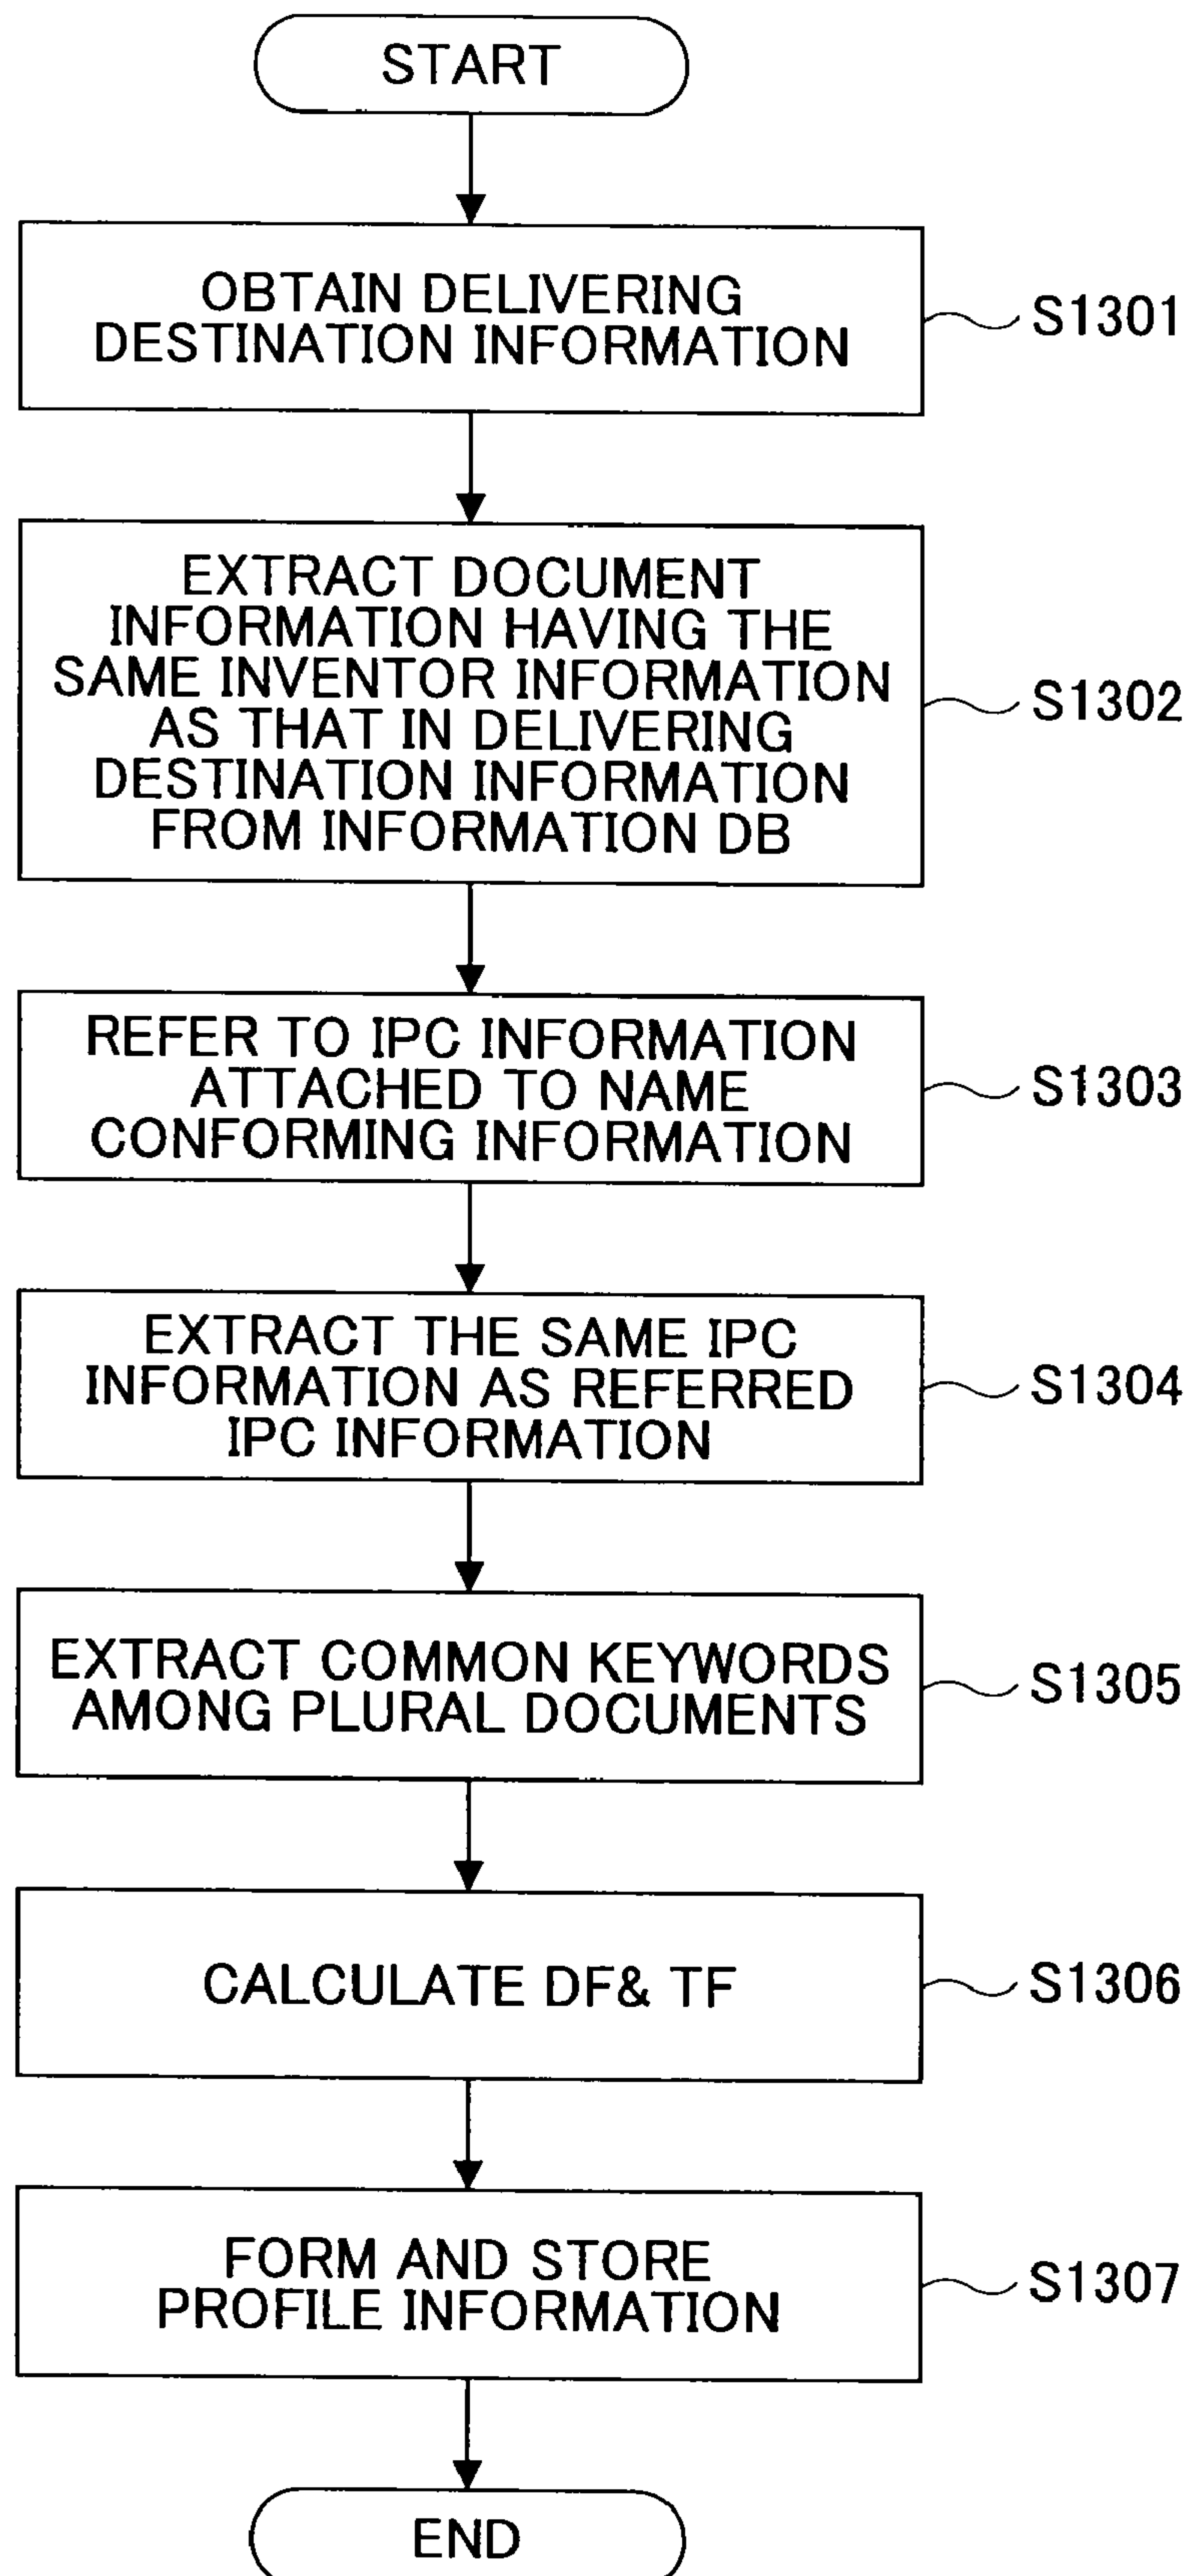 START
OBTAIN DELIVERING
DESTINATION INFORMATION
S1301
EXTRACT DOCUMENT
INFORMATION HAVING THE
SAME INVENTOR INFORMATION
AS THAT IN DELIVERING
DESTINATION INFORMATION
FROM INFORMATION DB
S1302
REFER TO IPC INFORMATION
ATTACHED TO NAME
CONFORMING INFORMATION
S1303
EXTRACT THE SAME IPC
INFORMATION AS REFERRED
IPC INFORMATION
S1304
EXTRACT COMMON KEYWORDS
AMONG PLURAL DOCUMENTS
S1305
CALCULATE DF& TF
S1306
FORM AND STORE
PROFILE INFORMATION
S1307
END